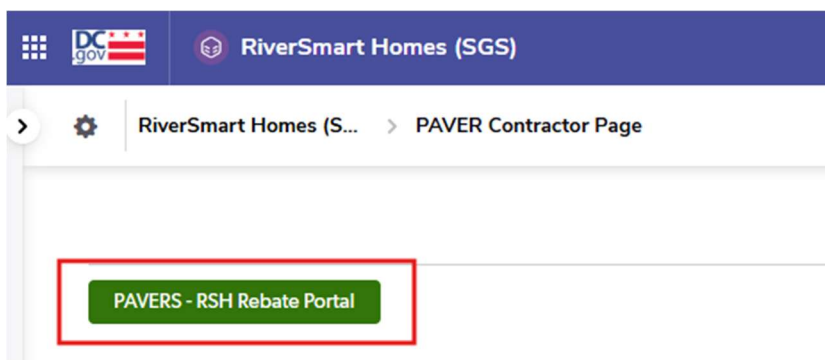 DC
.gov
RiverSmart Homes (SGS)
RiverSmart Homes (S... > PAVER Contractor Page
PAVERS - RSH Rebate Portal